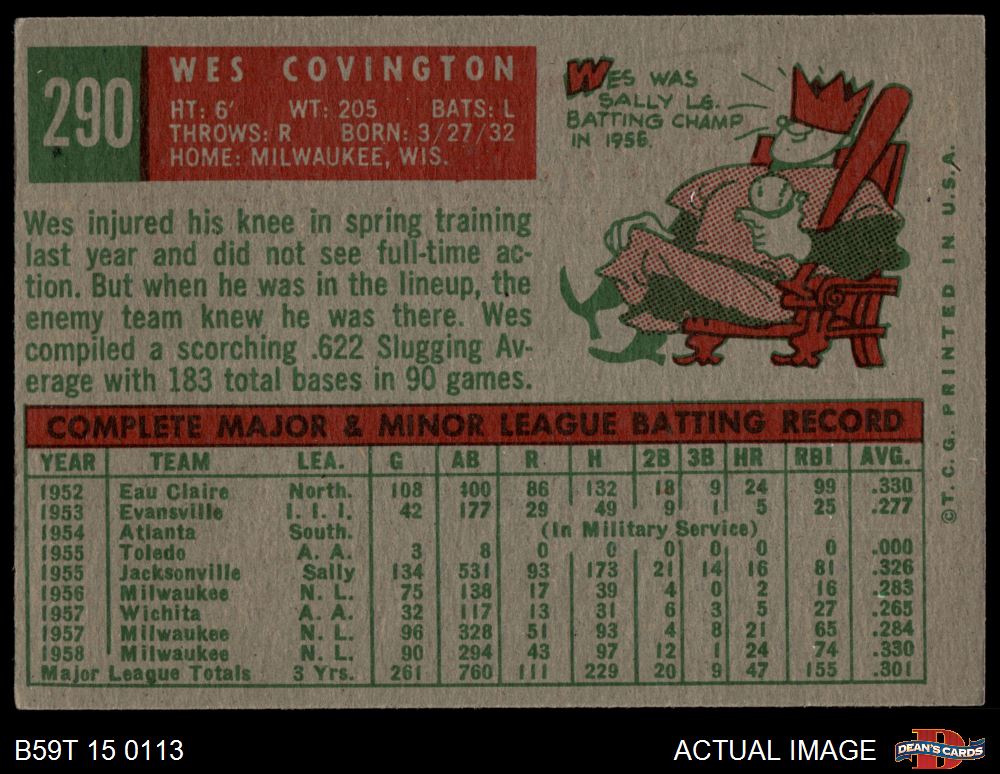 290
WES COVINGTON
HT: 6' WT: 205 BATS: L
THROWS: R BORN: 3/27/32
HOME: MILWAUKEE, WIS.
WES WAS
SALLY LG.
BATTING CHAMP
IN 1955.
Wes injured his knee in spring training
last year and did not see full-time ac-
tion. But when he was in the lineup, the
enemy team knew he was there. Wes
compiled a scorching .622 Slugging Av-
erage with 183 total bases in 90 games.
COMPLETE MAJOR & MINOR LEAGUE BATTING RECORD
YEAR TEAM LEA. G AB R H 2B 3B HR RBI AVG.
1952 Eau Claire North. 108 400 86 132 18 9 24 99 .330
1953 Evansville I. I. I. 42 177 29 49 9 1 5 25 .277
1954 Atlanta South. (In Military Service)
1955 Toledo A. A. 3 8 0 0 0 0 0 0 .000
1955 Jacksonville Sally 134 531 93 173 21 14 16 81 .326
1956 Milwaukee N. L. 75 138 17 39 4 0 2 16 .283
1957 Wichita A. A. 32 117 13 31 6 3 5 27 .265
1957 Milwaukee N. L. 96 328 51 93 4 8 21 65 .284
1958 Milwaukee N. L. 90 294 43 97 12 1 24 74 .330
Major League Totals 3 Yrs. 261 760 111 229 20 9 47 155 .301
© T. C. G. PRINTED IN U.S.A.
B59T 15 0113
ACTUAL IMAGE
DEAN'S CARDS